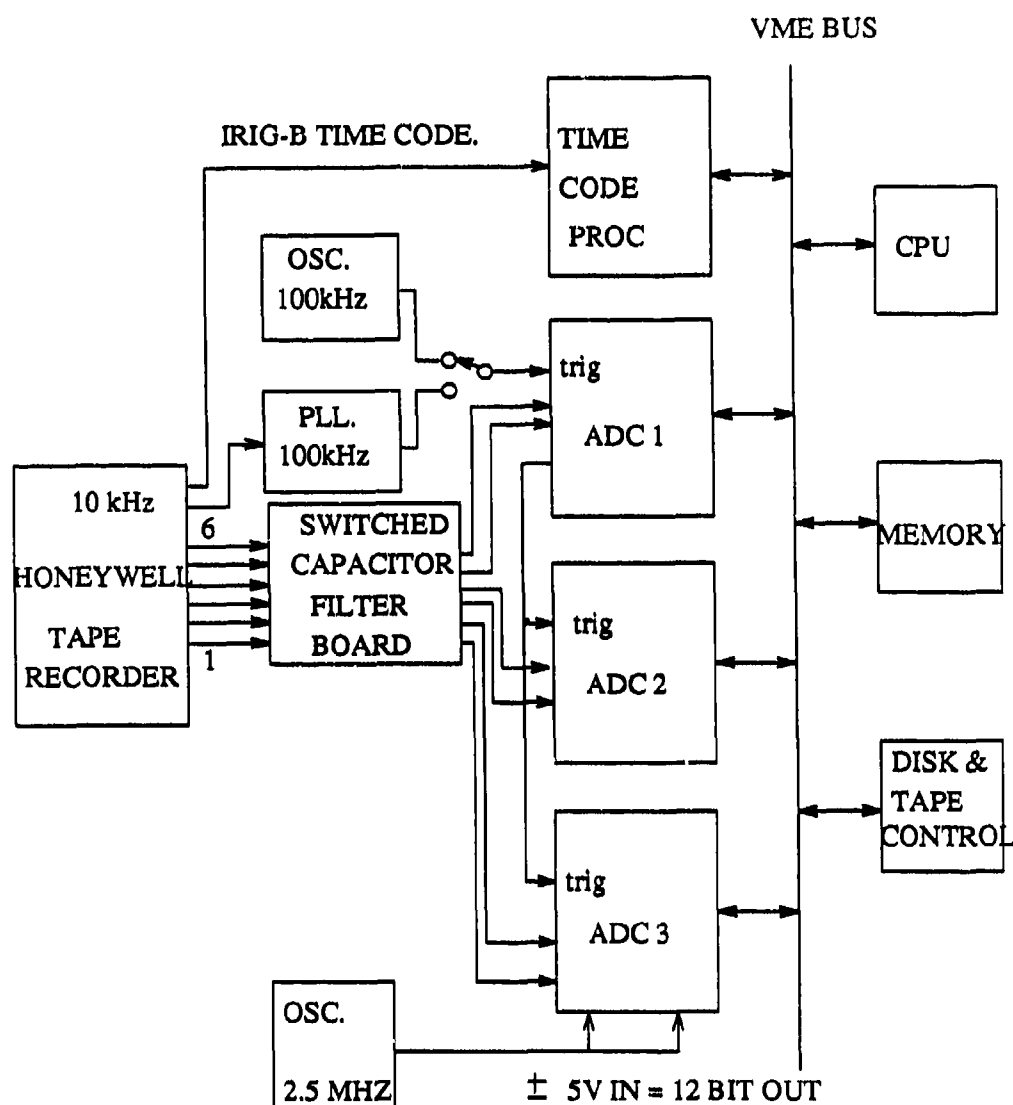 VME BUS
IRIG-B TIME CODE.
TIME
CODE
PROC
OSC.
100kHz
CPU
trig
ADC 1
PLL.
100kHz
10 kHz
6
HONEYWELL
TAPE
RECORDER
1
SWITCHED
CAPACITOR
FILTER
BOARD
MEMORY
trig
ADC 2
DISK &
TAPE
CONTROL
trig
ADC 3
OSC.
2.5 MHZ
± 5V IN = 12 BIT OUT